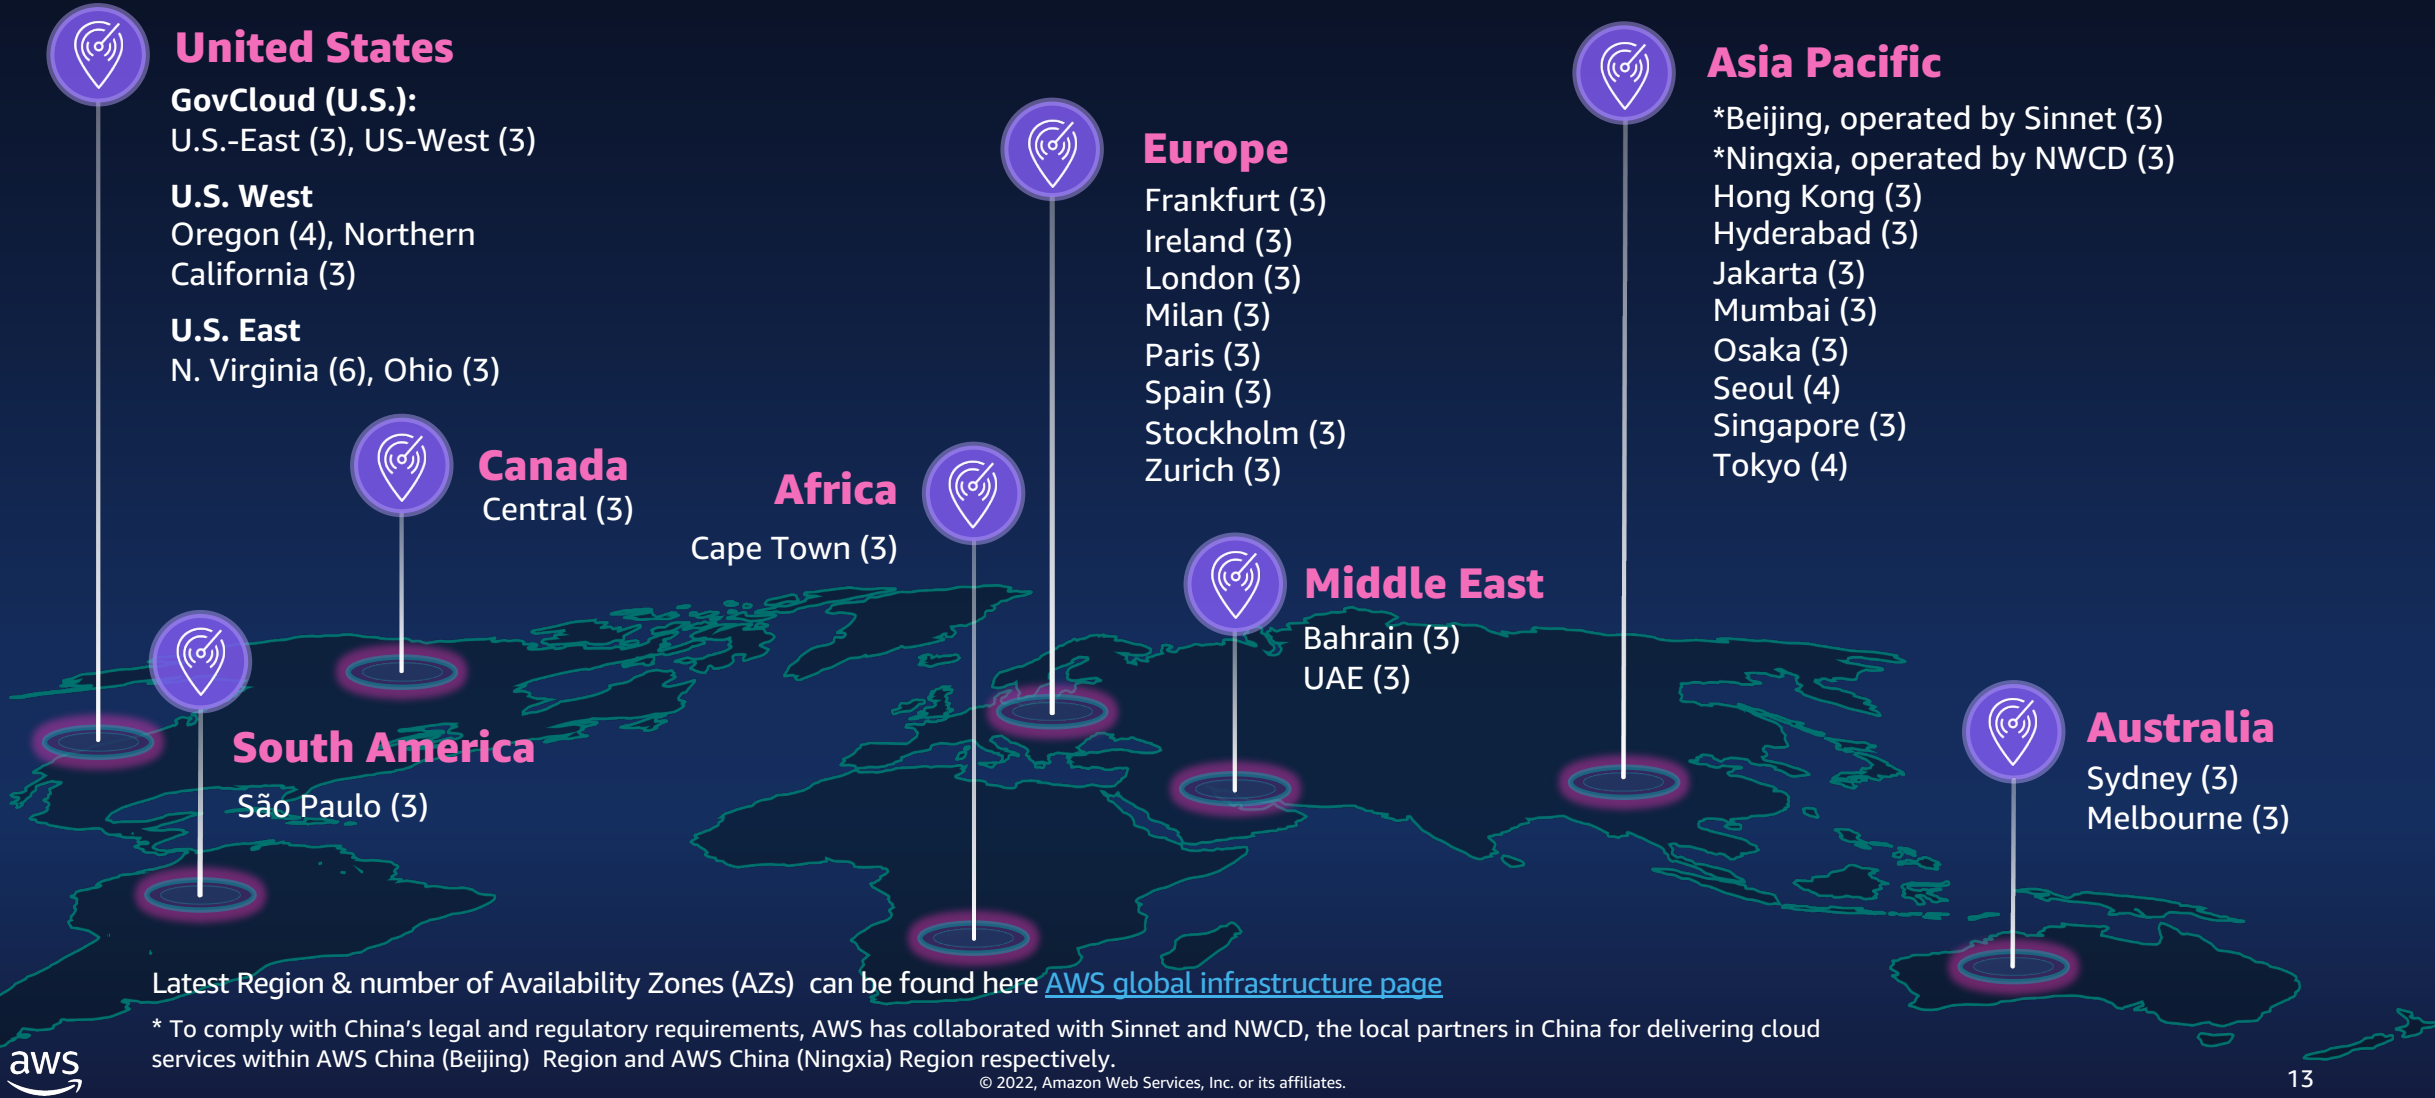 United States
GovCloud (U.S.):
U.S.-East (3), US-West (3)
U.S. West
Oregon (4), Northern
California (3)
U.S. East
N. Virginia (6), Ohio (3)
Canada
Central (3)
South America
São Paulo (3)
Africa
Cape Town (3)
Europe
Frankfurt (3)
Ireland (3)
London (3)
Milan (3)
Paris (3)
Spain (3)
Stockholm (3)
Zurich (3)
Middle East
Bahrain (3)
UAE (3)
Asia Pacific
*Beijing, operated by Sinnet (3)
*Ningxia, operated by NWCD (3)
Hong Kong (3)
Hyderabad (3)
Jakarta (3)
Mumbai (3)
Osaka (3)
Seoul (4)
Singapore (3)
Tokyo (4)
Australia
Sydney (3)
Melbourne (3)
Latest Region & number of Availability Zones (AZs) can be found here AWS global infrastructure page
* To comply with China's legal and regulatory requirements, AWS has collaborated with Sinnet and NWCD, the local partners in China for delivering cloud
services within AWS China (Beijing) Region and AWS China (Ningxia) Region respectively.
aws
© 2022, Amazon Web Services, Inc. or its affiliates.
13